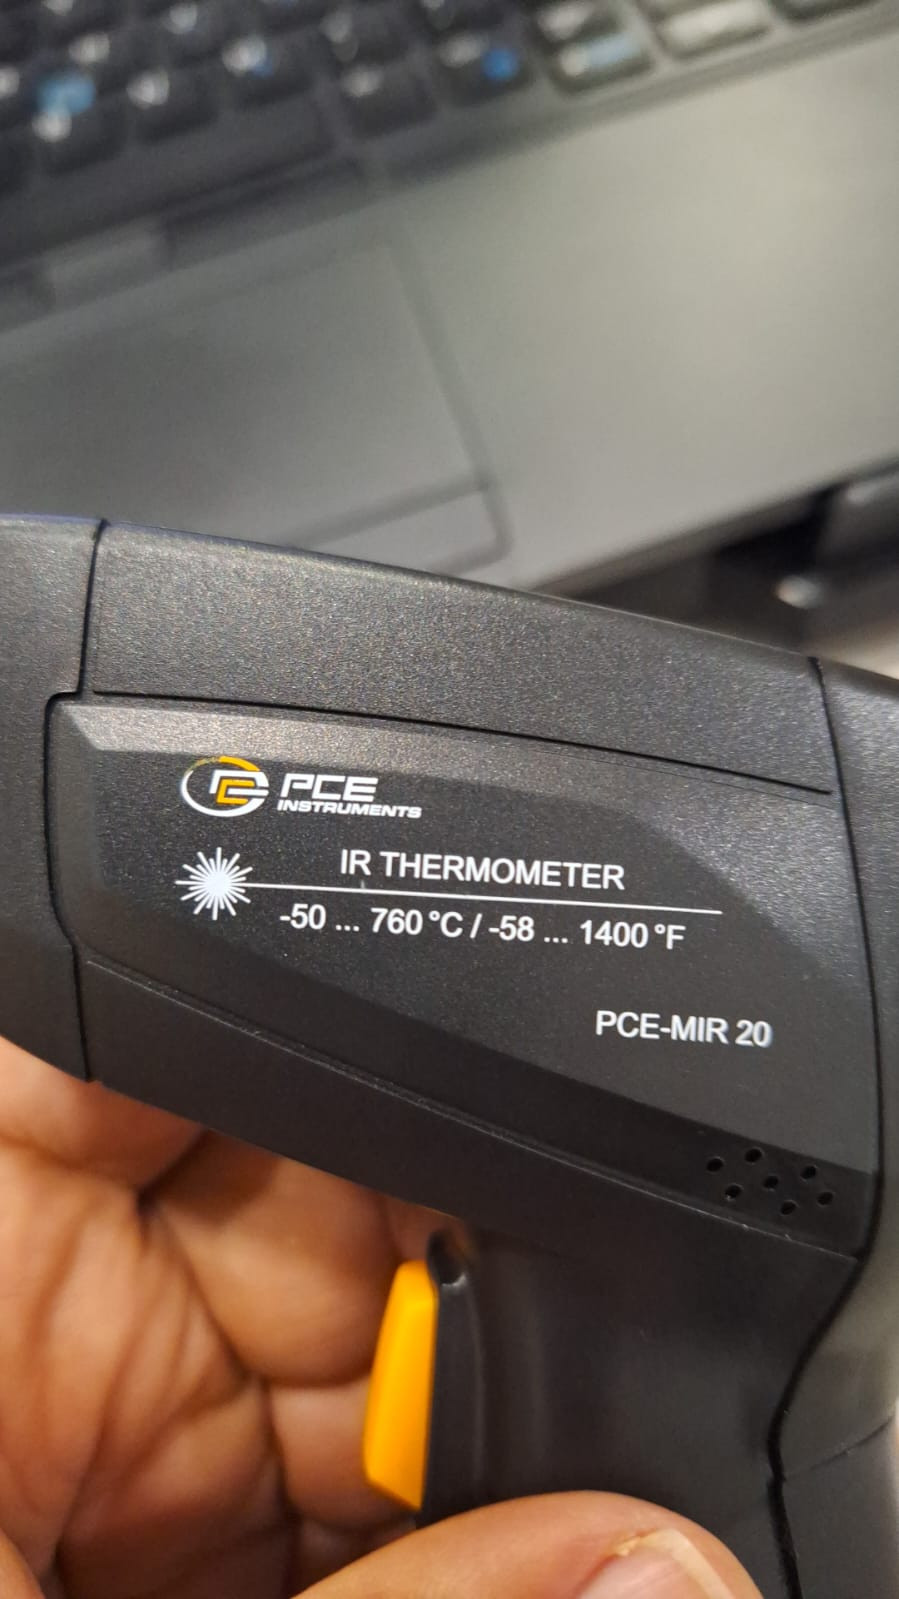 PCE
INSTRUMENTS
IR THERMOMETER
-50 ... 760 °C / -58 ... 1400 °F
PCE-MIR 20